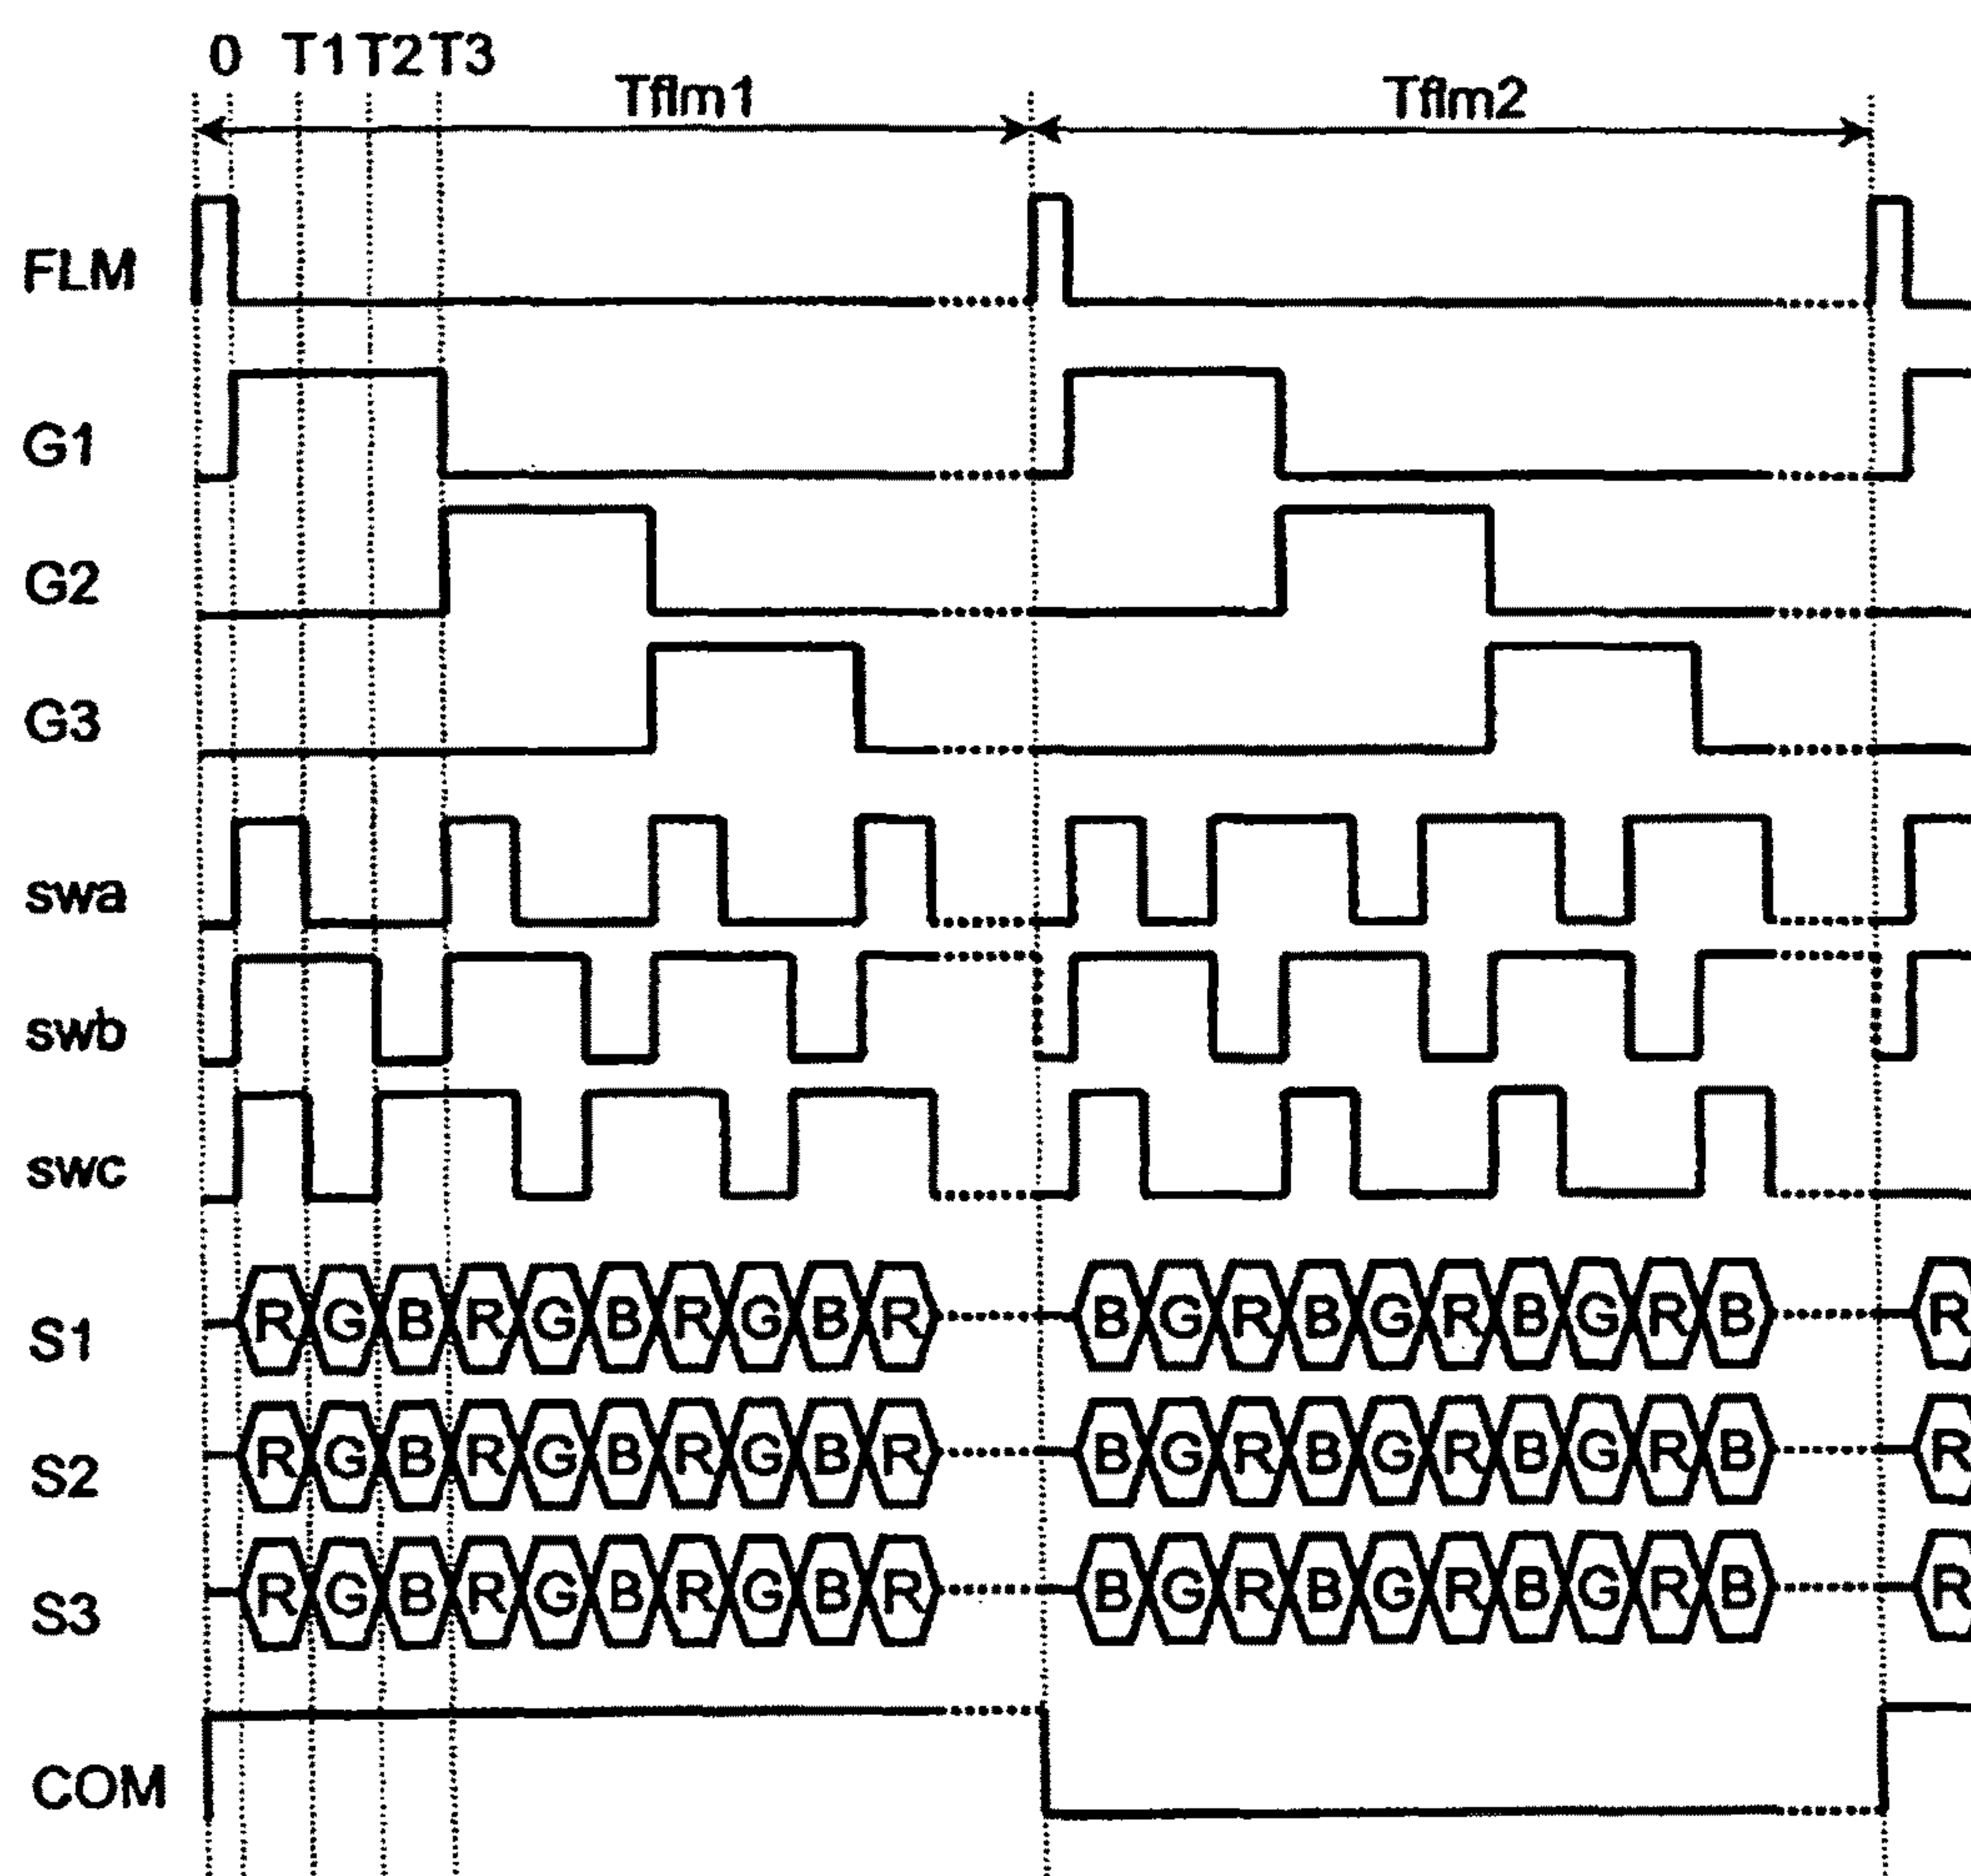 0 T1 T2 T3
Tflm1 Tflm2
FLM
G1
G2
G3
swa
swb
swc
S1 R G B R G B R G B R B G R B G R B G R B R
S2 R G B R G B R G B R B G R B G R B G R B R
S3 R G B R G B R G B R B G R B G R B G R B R
COM